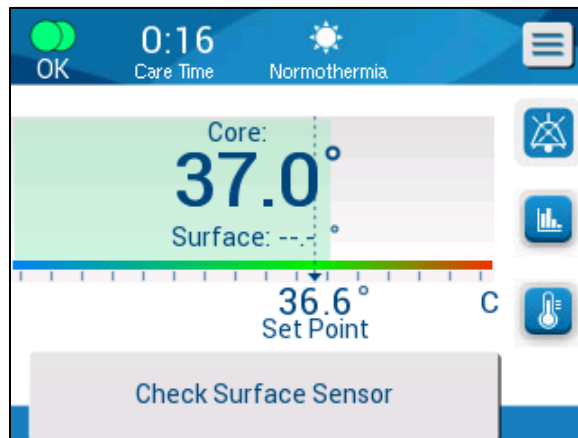 0:16
OK
Care Time
Normothermia
Core:
37.0°
Surface: --.- °
36.6° C
Set Point
Check Surface Sensor